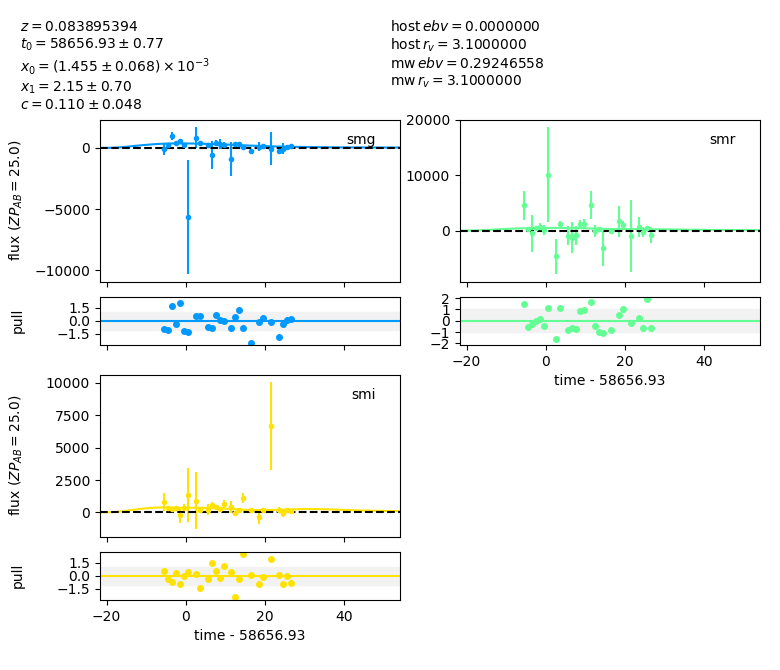 z = 0.083895394
t₀ = 58656.93 ± 0.77
x₀ = (1.455 ± 0.068) × 10⁻³
x₁ = 2.15 ± 0.70
c = 0.110 ± 0.048
host ebv = 0.0000000
host r_v = 3.1000000
mw ebv = 0.29246558
mw r_v = 3.1000000
smg
flux (ZP_AB = 25.0)
0
−5000
−10000
pull
1.5
0.0
−1.5
smr
20000
10000
0
2
1
0
−1
−2
−20 0 20 40
time - 58656.93
smi
flux (ZP_AB = 25.0)
10000
7500
5000
2500
0
pull
1.5
0.0
−1.5
−20 0 20 40
time - 58656.93